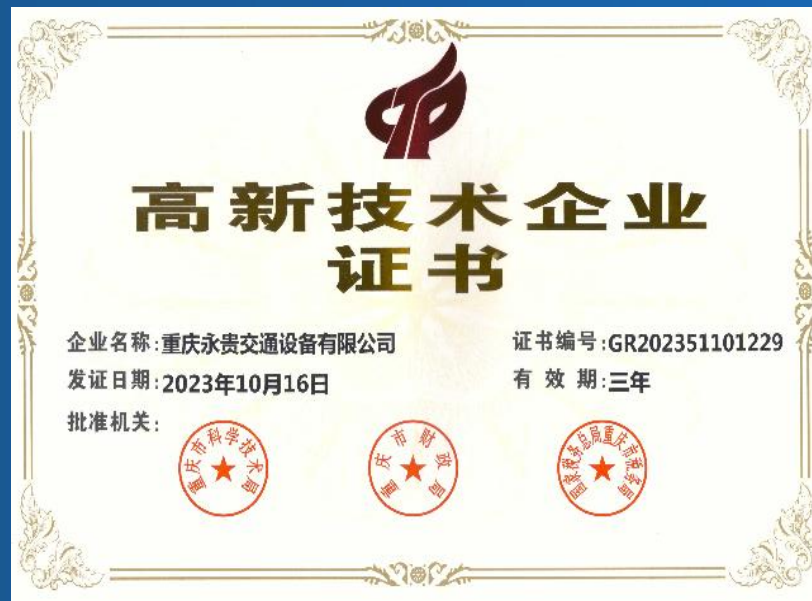 高新技术企业
证书
企业名称:重庆永贵交通设备有限公司
证书编号:GR202351101229
发证日期:2023年10月16日
有 效 期:三年
批准机关:
重庆市科学技术局
重庆市财政局
国家税务总局重庆市税务局